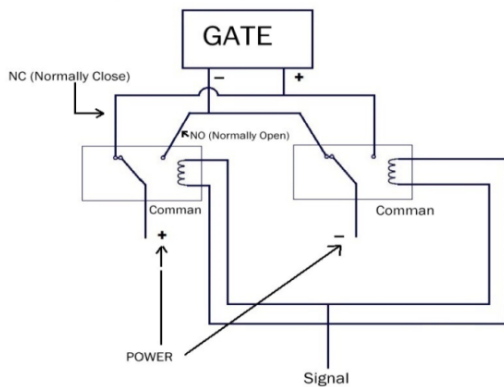 GATE
− +
NC (Normally Close)
NO (Normally Open)
Comman
Comman
+
−
POWER
Signal